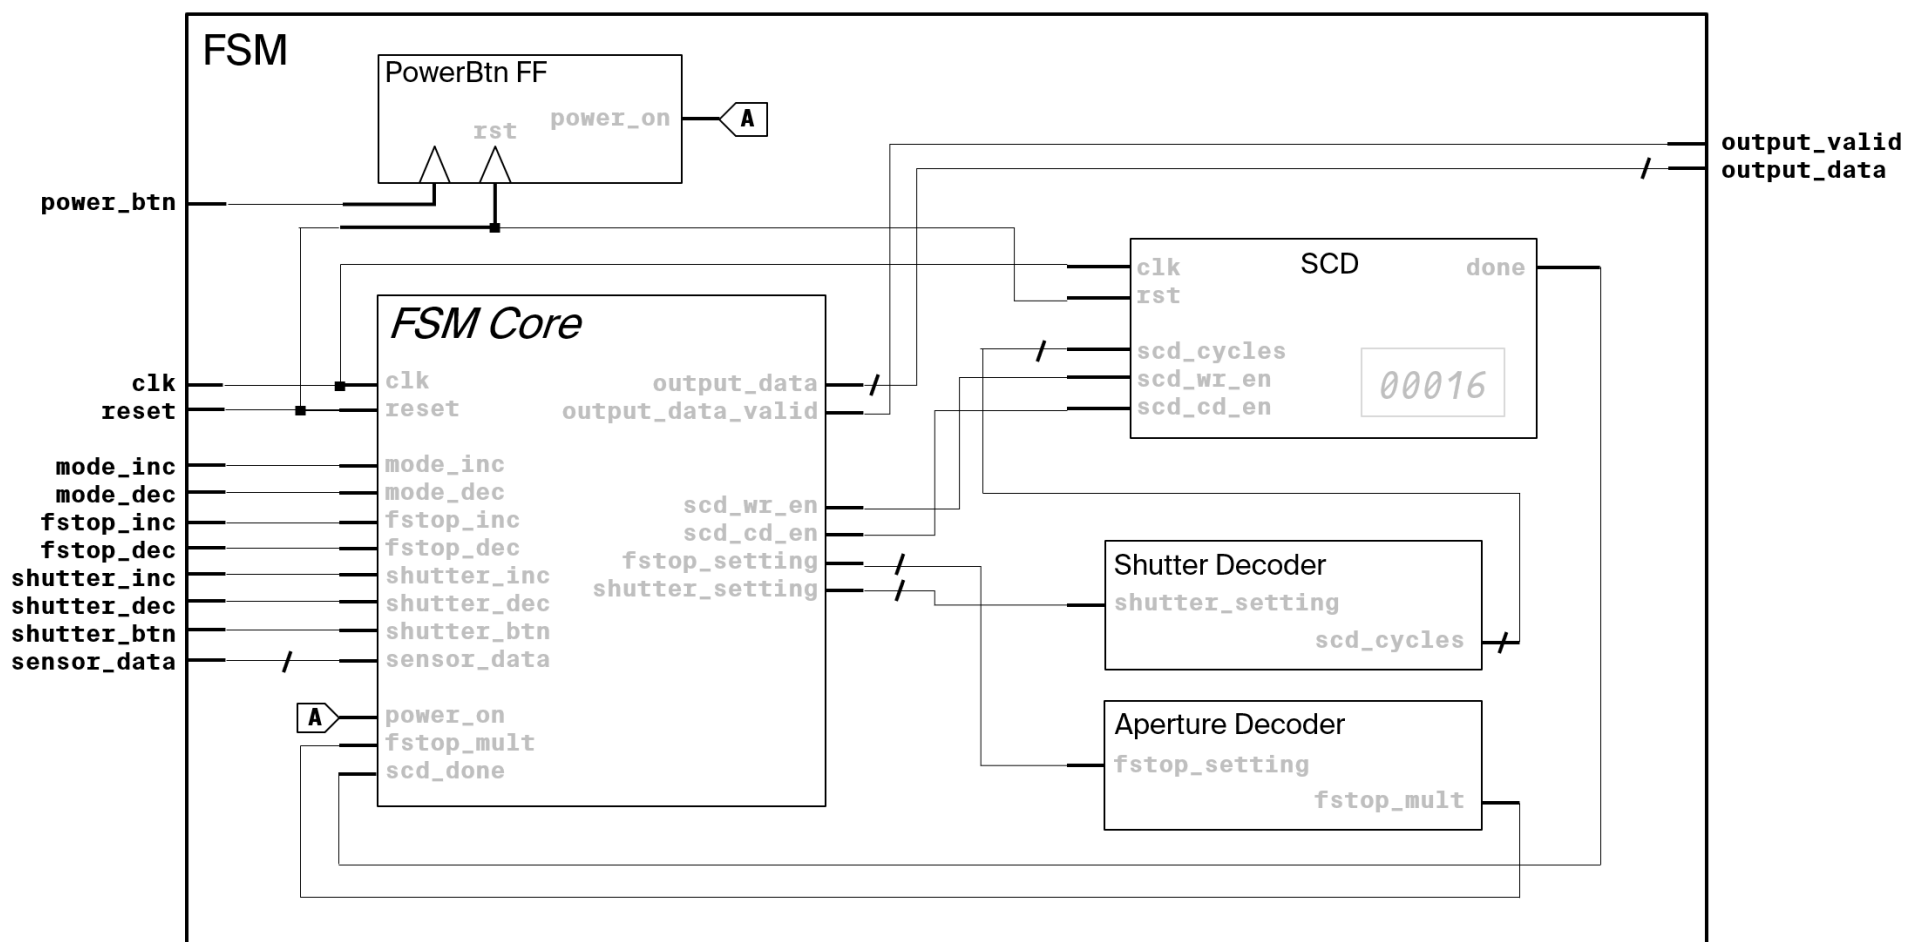 FSM
PowerBtn FF
rst
power_on
A
power_btn
output_valid
output_data
SCD
clk
rst
scd_cycles
scd_wr_en
scd_cd_en
done
00016
FSM Core
clk
reset
clk
reset
output_data
output_data_valid
mode_inc
mode_dec
fstop_inc
fstop_dec
shutter_inc
shutter_dec
shutter_btn
sensor_data
mode_inc
mode_dec
fstop_inc
fstop_dec
shutter_inc
shutter_dec
shutter_btn
sensor_data
scd_wr_en
scd_cd_en
fstop_setting
shutter_setting
A
power_on
fstop_mult
scd_done
Shutter Decoder
shutter_setting
scd_cycles
Aperture Decoder
fstop_setting
fstop_mult